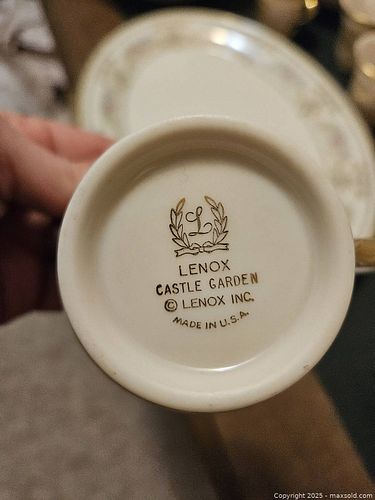 L
LENOX
CASTLE GARDEN
© LENOX INC.
MADE IN U.S.A.
Copyright 2025 - maxsold.com